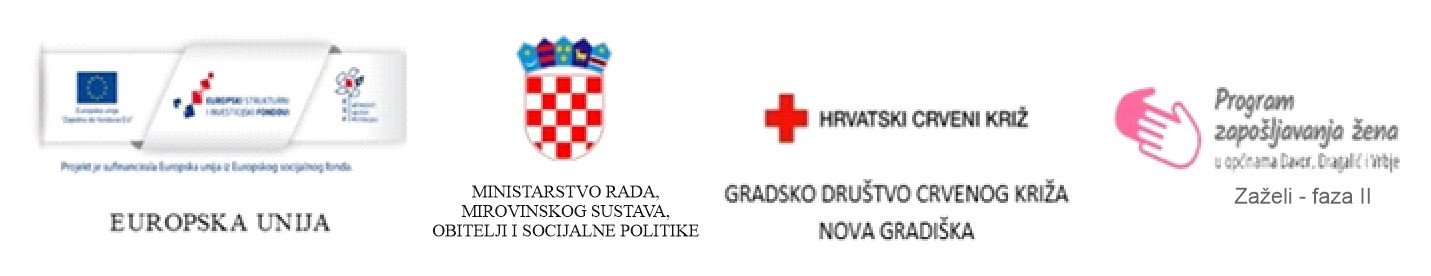 Europska unija
"Zajedno do fondova EU"
EUROPSKI STRUKTURNI
I INVESTICIJSKI FONDOVI
Projekt je sufinancirala Europska unija iz Europskog socijalnog fonda.
EUROPSKA UNIJA
MINISTARSTVO RADA,
MIROVINSKOG SUSTAVA,
OBITELJI I SOCIJALNE POLITIKE
HRVATSKI CRVENI KRIŽ
GRADSKO DRUŠTVO CRVENOG KRIŽA
NOVA GRADIŠKA
Program
zapošljavanja žena
u općinama Davor, Dragalić i Vrbje
Zaželi - faza II